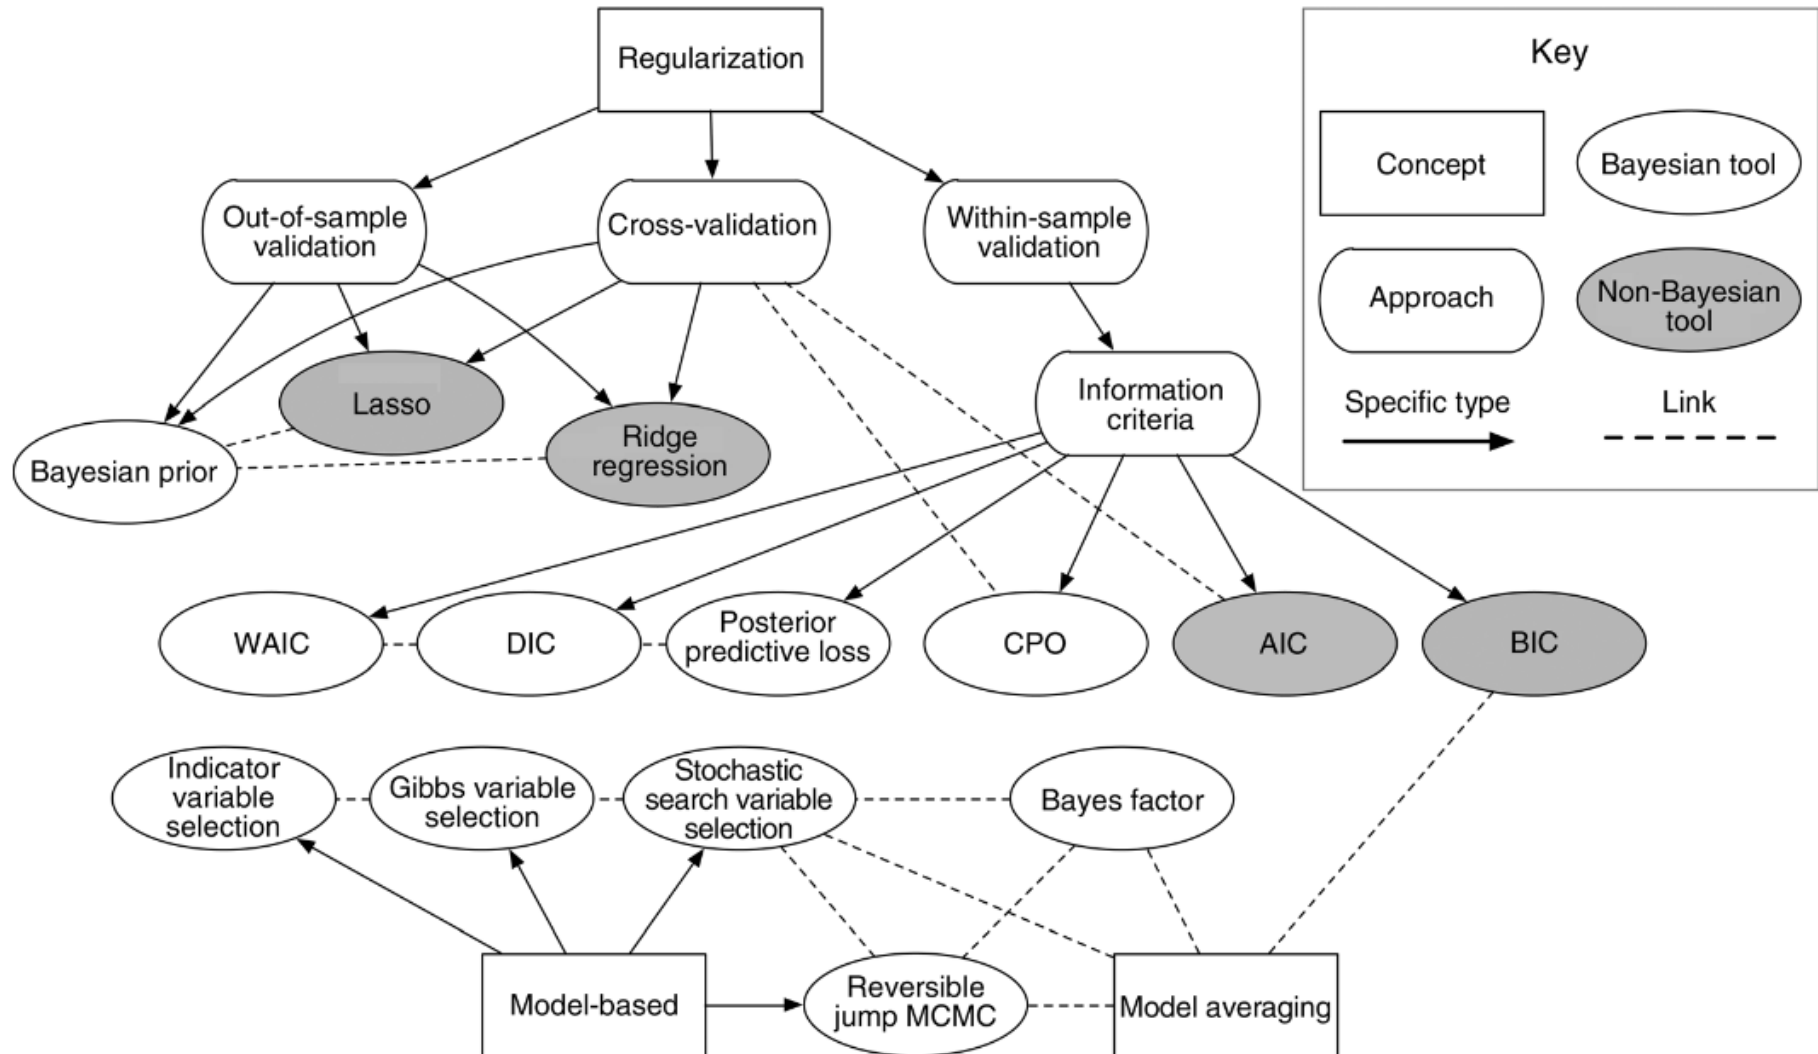 Regularization
Key
Concept
Bayesian tool
Out-of-sample
validation
Cross-validation
Within-sample
validation
Approach
Non-Bayesian
tool
Lasso
Ridge
regression
Bayesian prior
Information
criteria
Specific type
Link
WAIC
DIC
Posterior
predictive loss
CPO
AIC
BIC
Indicator
variable
selection
Gibbs variable
selection
Stochastic
search variable
selection
Bayes factor
Model-based
Reversible
jump MCMC
Model averaging